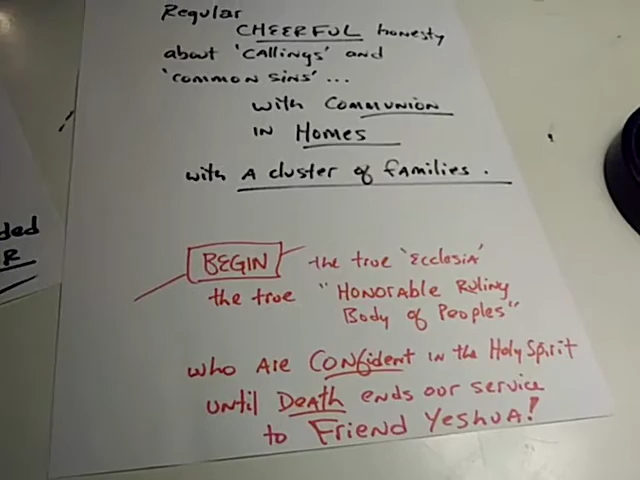 Regular
CHEERFUL honesty
about 'callings' and
'common sins'...
with Communion
in Homes
with A cluster of families.
ded
R
BEGIN the true 'Ecclesia'
the true "Honorable Ruling
Body of Peoples"
who are Confident in the Holy Spirit
until Death ends our service
to Friend Yeshua!